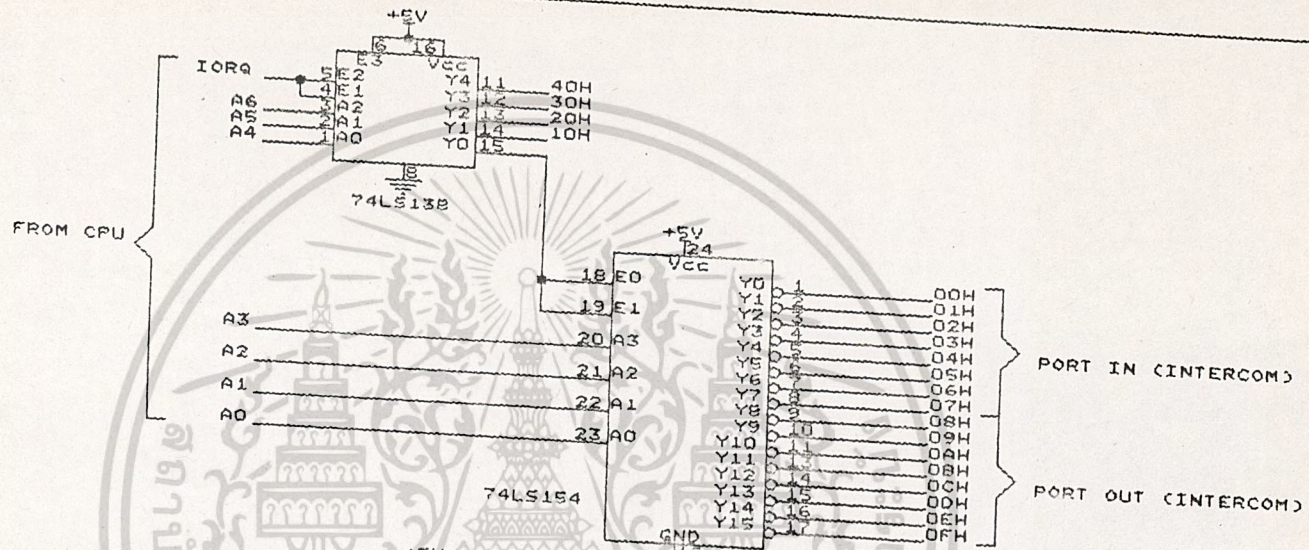 +5V
6 16
E3 VCC
IORQ
5 E2 Y4 11 40H
4 E1 Y3 12 30H
A6 3 A2 Y2 13 20H
A5 2 A1 Y1 14 10H
A4 1 A0 Y0 15
8
74LS138
FROM CPU
+5V
24
VCC
18 E0
19 E1
A3 20 A3
A2 21 A2
A1 22 A1
A0 23 A0
74LS154
GND
Y0 1 00H
Y1 2 01H
Y2 3 02H
Y3 4 03H
Y4 5 04H
Y5 05H
Y6 7 06H
Y7 07H
Y8 9 08H
Y9 10 09H
Y10 11 0AH
Y11 13 0BH
Y12 14 0CH
Y13 15 0DH
Y14 16 0EH
Y15 17 0FH
PORT IN (INTERCOM)
PORT OUT (INTERCOM)